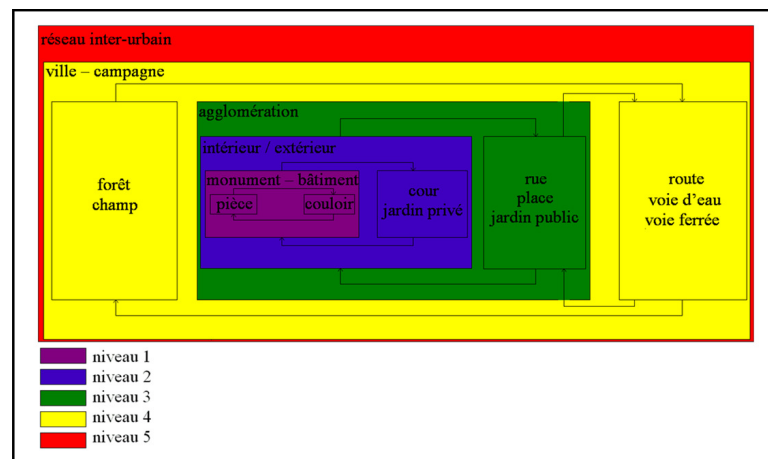 réseau inter-urbain
ville – campagne
agglomération
intérieur / extérieur
monument – bâtiment
pièce
couloir
forêt
champ
cour
jardin privé
rue
place
jardin public
route
voie d'eau
voie ferrée
niveau 1
niveau 2
niveau 3
niveau 4
niveau 5